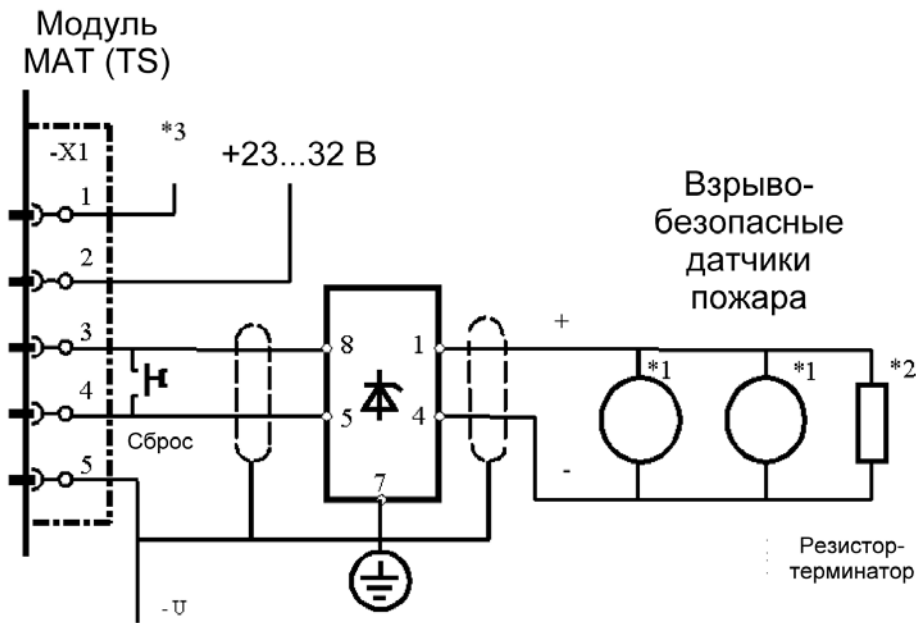 Модуль
МАТ (TS)
*3
-X1
+23...32 В
1
2
3
4
5
Сброс
8
1
5
4
7
+
-
Взрыво-
безопасные
датчики
пожара
*1
*1
*2
Резистор-
терминатор
-U